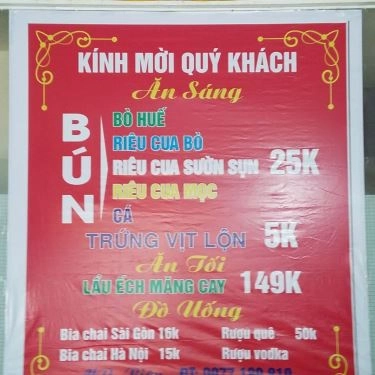 KÍNH MỜI QUÝ KHÁCH
Ăn Sáng
BÚN
BÒ HUẾ
RIÊU CUA BÒ
RIÊU CUA SƯỜN SỤN 25K
RIÊU CUA MỌC
CÁ
TRỨNG VỊT LỘN 5K
Ăn Tối
LẨU ẾCH MĂNG CAY 149K
Đồ Uống
Bia chai Sài Gòn 16k Rượu quê - 50k
Bia chai Hà Nội 15k Rượu vodka